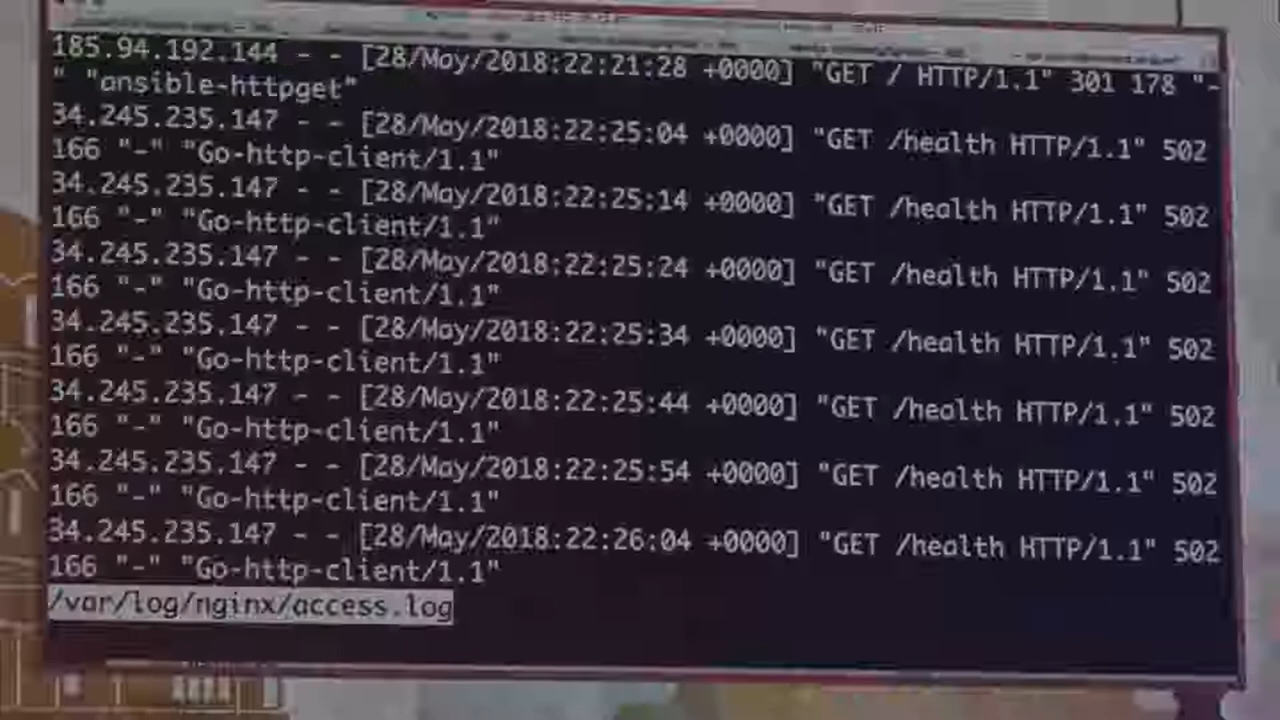 185.94.192.144 - - [28/May/2018:22:21:28 +0000] "GET / HTTP/1.1" 301 178 "-
" "ansible-httpget"
34.245.235.147 - - [28/May/2018:22:25:04 +0000] "GET /health HTTP/1.1" 502
166 "-" "Go-http-client/1.1"
34.245.235.147 - - [28/May/2018:22:25:14 +0000] "GET /health HTTP/1.1" 502
166 "-" "Go-http-client/1.1"
34.245.235.147 - - [28/May/2018:22:25:24 +0000] "GET /health HTTP/1.1" 502
166 "-" "Go-http-client/1.1"
34.245.235.147 - - [28/May/2018:22:25:34 +0000] "GET /health HTTP/1.1" 502
166 "-" "Go-http-client/1.1"
34.245.235.147 - - [28/May/2018:22:25:44 +0000] "GET /health HTTP/1.1" 502
166 "-" "Go-http-client/1.1"
34.245.235.147 - - [28/May/2018:22:25:54 +0000] "GET /health HTTP/1.1" 502
166 "-" "Go-http-client/1.1"
34.245.235.147 - - [28/May/2018:22:26:04 +0000] "GET /health HTTP/1.1" 502
166 "-" "Go-http-client/1.1"
/var/log/nginx/access.log